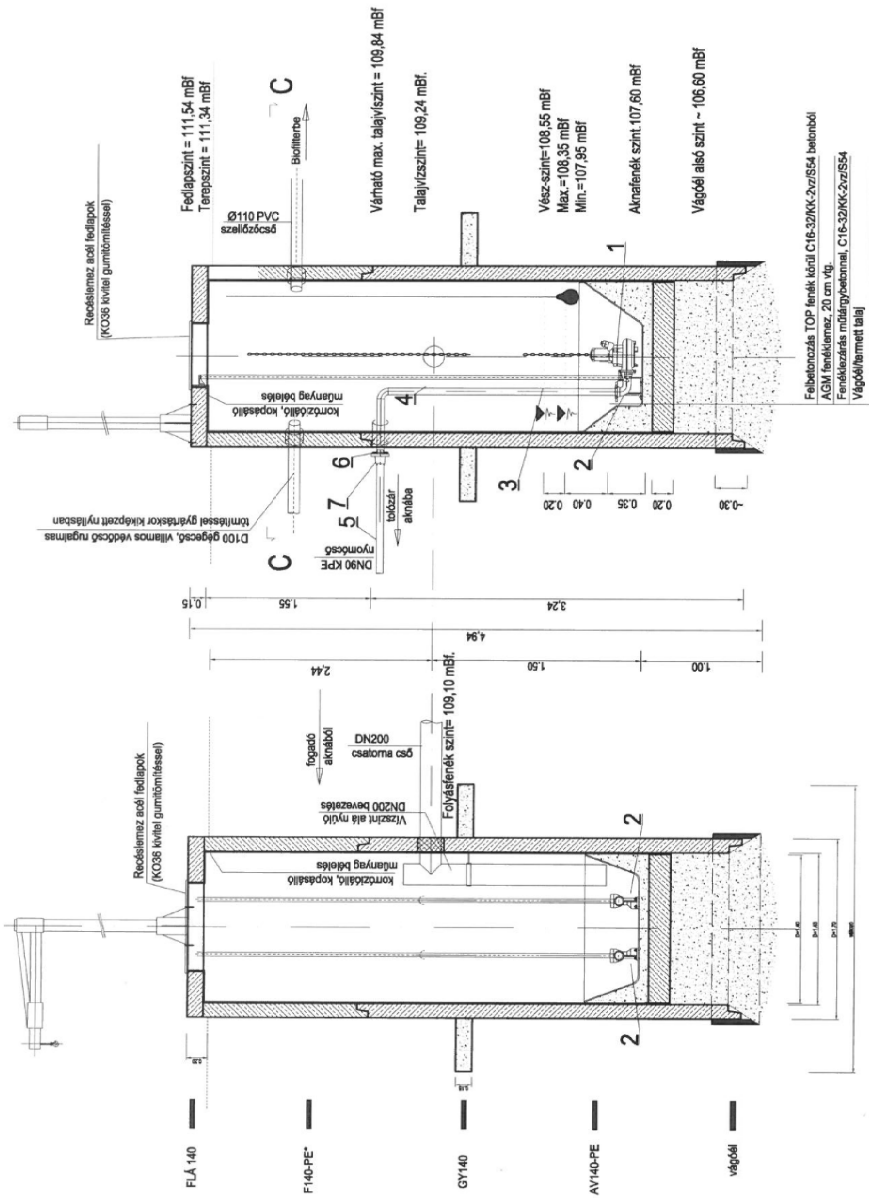 Recéslemez acél fedlapok
(KO36 kivitel gumitömítéssel)
korrózióálló, kopásálló
műanyag bélelés
D100 gégecső, villamos védőcső rugalmas
tömítéssel gyártáskor kiképzett nyílásban
C
C
Fedlapszint = 111,54 mBf
Terepszint = 111,34 mBf
Ø110 PVC
szellőzőcső
Biofilterbe
Várható max. talajvízszint = 109,84 mBf
Talajvízszint = 109,24 mBf.
Vész-szint=108,55 mBf
Max.=108,35 mBf
Min.=107,95 mBf
Aknafenék szint.107,60 mBf
Vágóél alsó szint ~ 106,60 mBf
1
2
3
4
5
6
7
DN90 KPE
nyomócső
tolózár
aknába
0.20
0.40
0.35
0.20
~0.30
Felbetonozás TOP fenék körül C16-32/KK-2vz/S54 betonból
AGM fenéklemez, 20 cm vtg.
Fenéklezárás műtárgybetonnal, C16-32/KK-2vz/S54
Vágóél/termett talaj
0.15
1.55
3,24
4,94
2,44
1.50
1.00
Recéslemez acél fedlapok
(KO36 kivitel gumitömítéssel)
korrózióálló, kopásálló
műanyag bélelés
fogadó
aknából
DN200
csatorna cső
Folyásfenék szint= 109,10 mBf.
Vízszint alá nyúló
DN200 bevezetés
2
2
D=1.40
D=1.70
FLÁ 140
F140-PE*
GY140
AV140-PE
vágóél